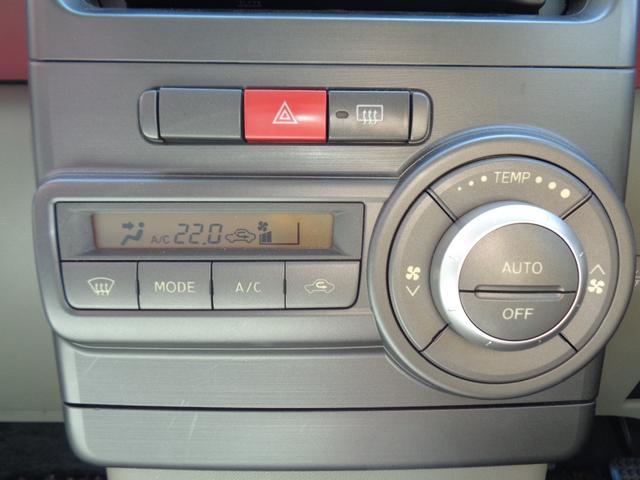 TEMP
A/C 22.0
AUTO
OFF
MODE
A/C